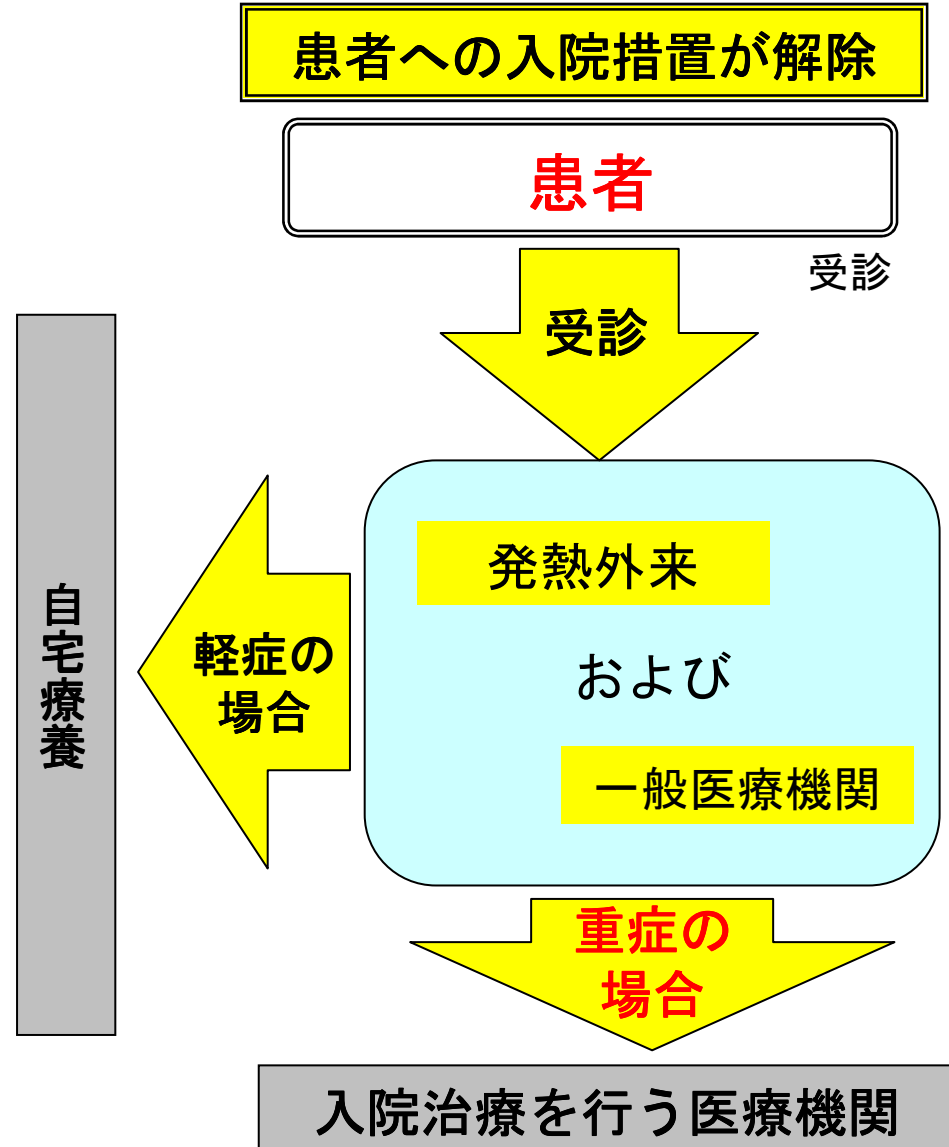 患者への入院措置が解除
患者
受診
受診
発熱外来
および
一般医療機関
軽症の
場合
自宅療養
重症の
場合
入院治療を行う医療機関